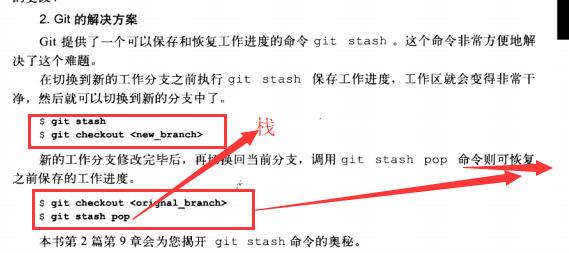 2. Git 的解决方案
Git 提供了一个可以保存和恢复工作进度的命令 git stash 。这个命令非常方便地解
决了这个难题。
在切换到新的工作分支之前执行 git stash 保存工作进度，工作区就会变得非常干
净，然后就可以切换到新的分支中了。
$ git stash
$ git checkout <new_branch>
栈
新的工作分支修改完毕后，再切换回当前分支，调用 git stash pop 命令则可恢复
之前保存的工作进度。
$ git checkout <orignal_branch>
$ git stash pop
本书第 2 篇第 9 章会为您揭开 git stash 命令的奥秘。